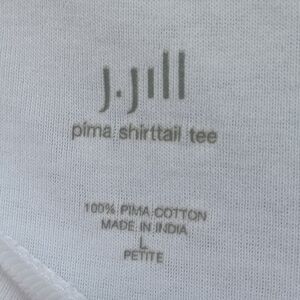 J.Jill
pima shirttail tee
100% PIMA COTTON
MADE IN INDIA
L
PETITE